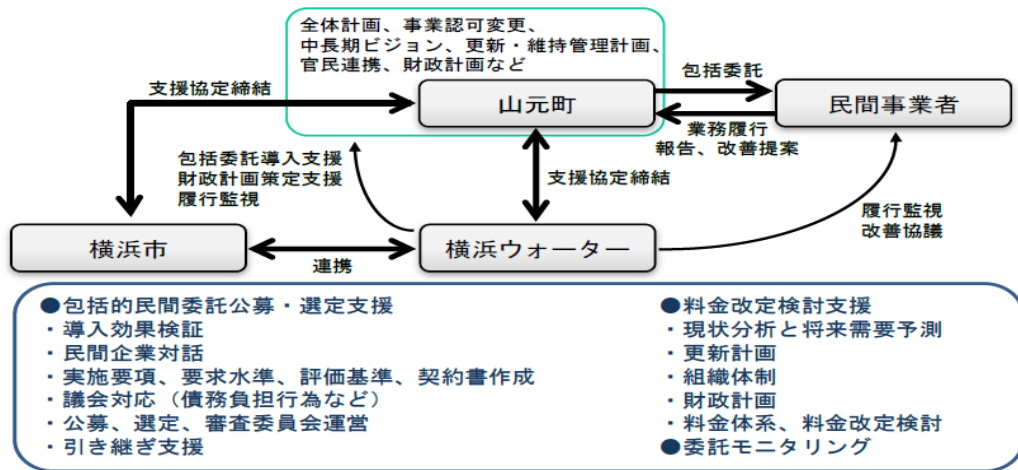 全体計画、事業認可変更、
中長期ビジョン、更新・維持管理計画、
官民連携、財政計画など
支援協定締結
山元町
包括委託
民間事業者
業務履行
報告、改善提案
包括委託導入支援
財政計画策定支援
履行監視
支援協定締結
履行監視
改善協議
横浜市
連携
横浜ウォーター
●包括的民間委託公募・選定支援
・導入効果検証
・民間企業対話
・実施要項、要求水準、評価基準、契約書作成
・議会対応（債務負担行為など）
・公募、選定、審査委員会運営
・引き継ぎ支援
●料金改定検討支援
・現状分析と将来需要予測
・更新計画
・組織体制
・財政計画
・料金体系、料金改定検討
●委託モニタリング